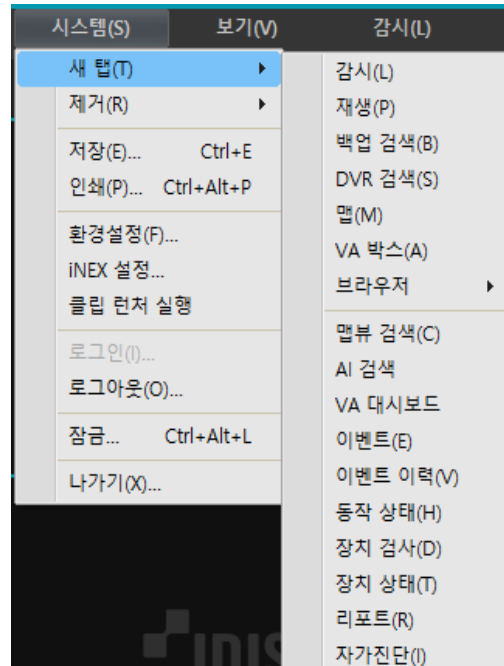 시스템(S) 보기(V) 감시(L)
새 탭(T)
제거(R)
저장(E)... Ctrl+E
인쇄(P)... Ctrl+Alt+P
환경설정(F)...
iNEX 설정...
클립 런처 실행
로그인(I)...
로그아웃(O)...
잠금... Ctrl+Alt+L
나가기(X)...
감시(L)
재생(P)
백업 검색(B)
DVR 검색(S)
맵(M)
VA 박스(A)
브라우저
맵뷰 검색(C)
AI 검색
VA 대시보드
이벤트(E)
이벤트 이력(V)
동작 상태(H)
장치 검사(D)
장치 상태(T)
리포트(R)
자가진단(I)